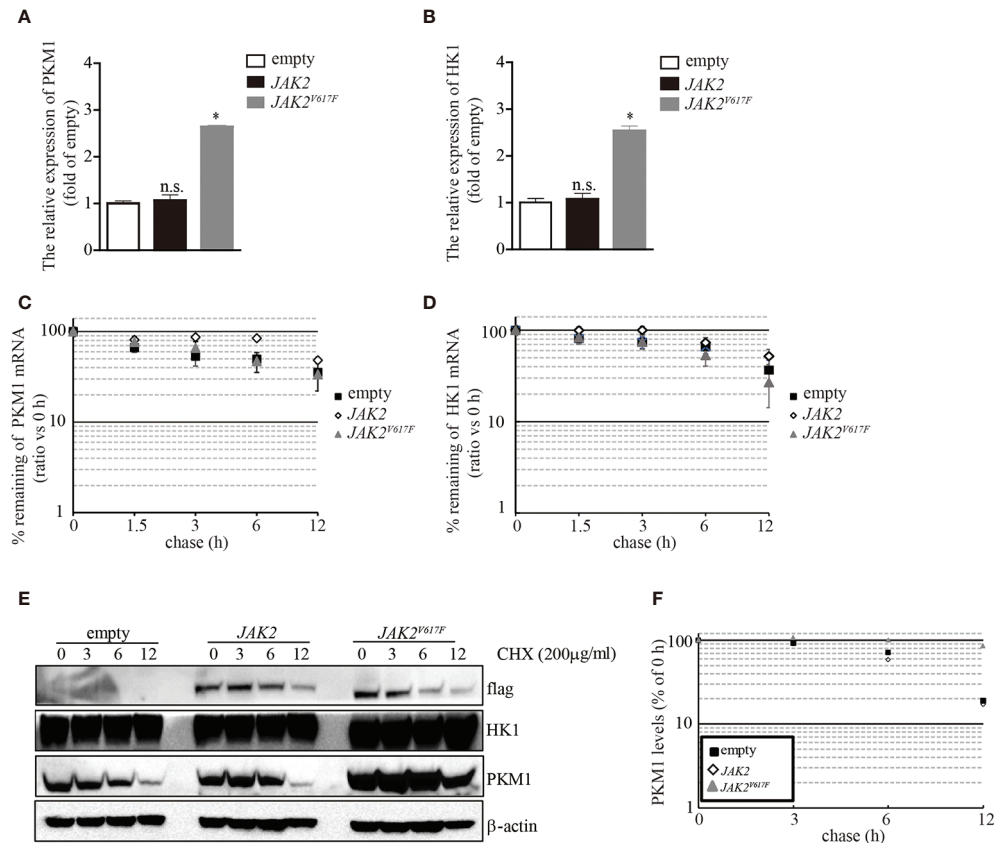 A
The relative expression of PKM1
(fold of empty)
4
3
2
1
0
n.s.
*
empty
JAK2
JAK2V617F
B
The relative expression of HK1
(fold of empty)
4
3
2
1
0
n.s.
*
empty
JAK2
JAK2V617F
C
% remaining of PKM1 mRNA
(ratio vs 0 h)
100
10
1
0 1.5 3 6 12
chase (h)
empty
JAK2
JAK2V617F
D
% remaining of HK1 mRNA
(ratio vs 0 h)
100
10
1
0 1.5 3 6 12
chase (h)
empty
JAK2
JAK2V617F
E
empty JAK2 JAK2V617F
0 3 6 12 0 3 6 12 0 3 6 12 CHX (200μg/ml)
flag
HK1
PKM1
β-actin
F
PKM1 levels (% of 0 h)
100
10
1
0 3 6 12
chase (h)
empty
JAK2
JAK2V617F